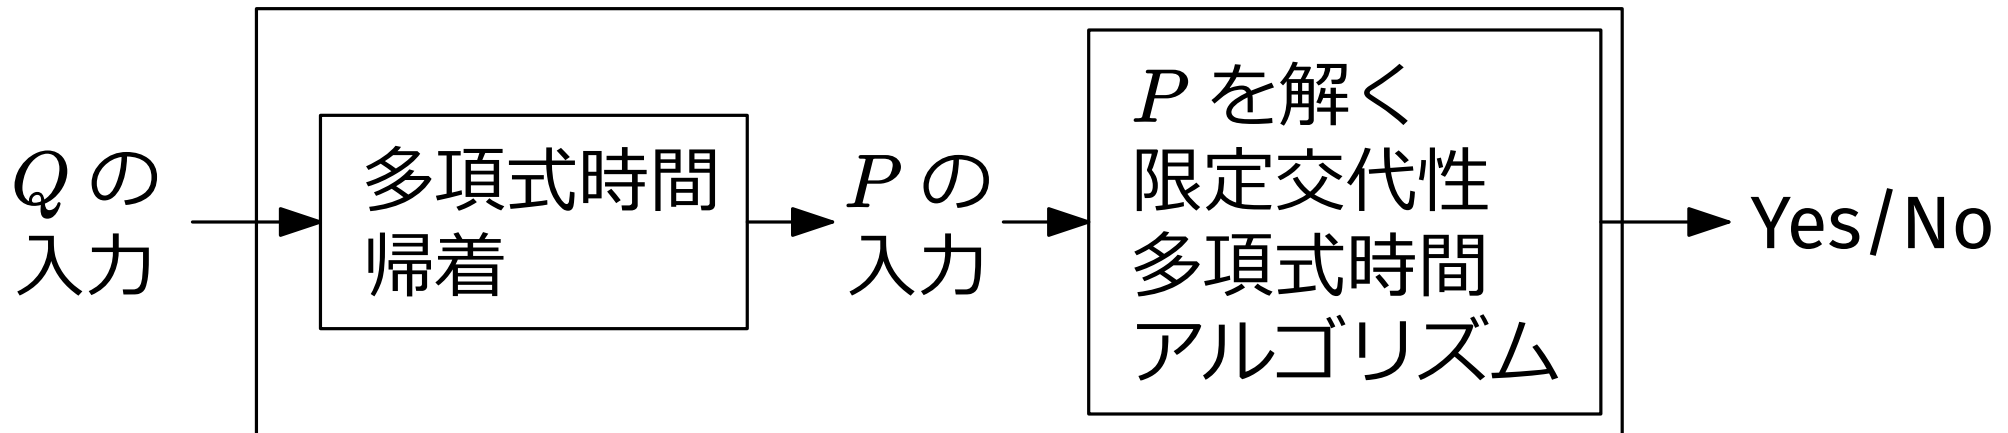 Q の
入力
多項式時間
帰着
P の
入力
P を解く
限定交代性
多項式時間
アルゴリズム
Yes/No